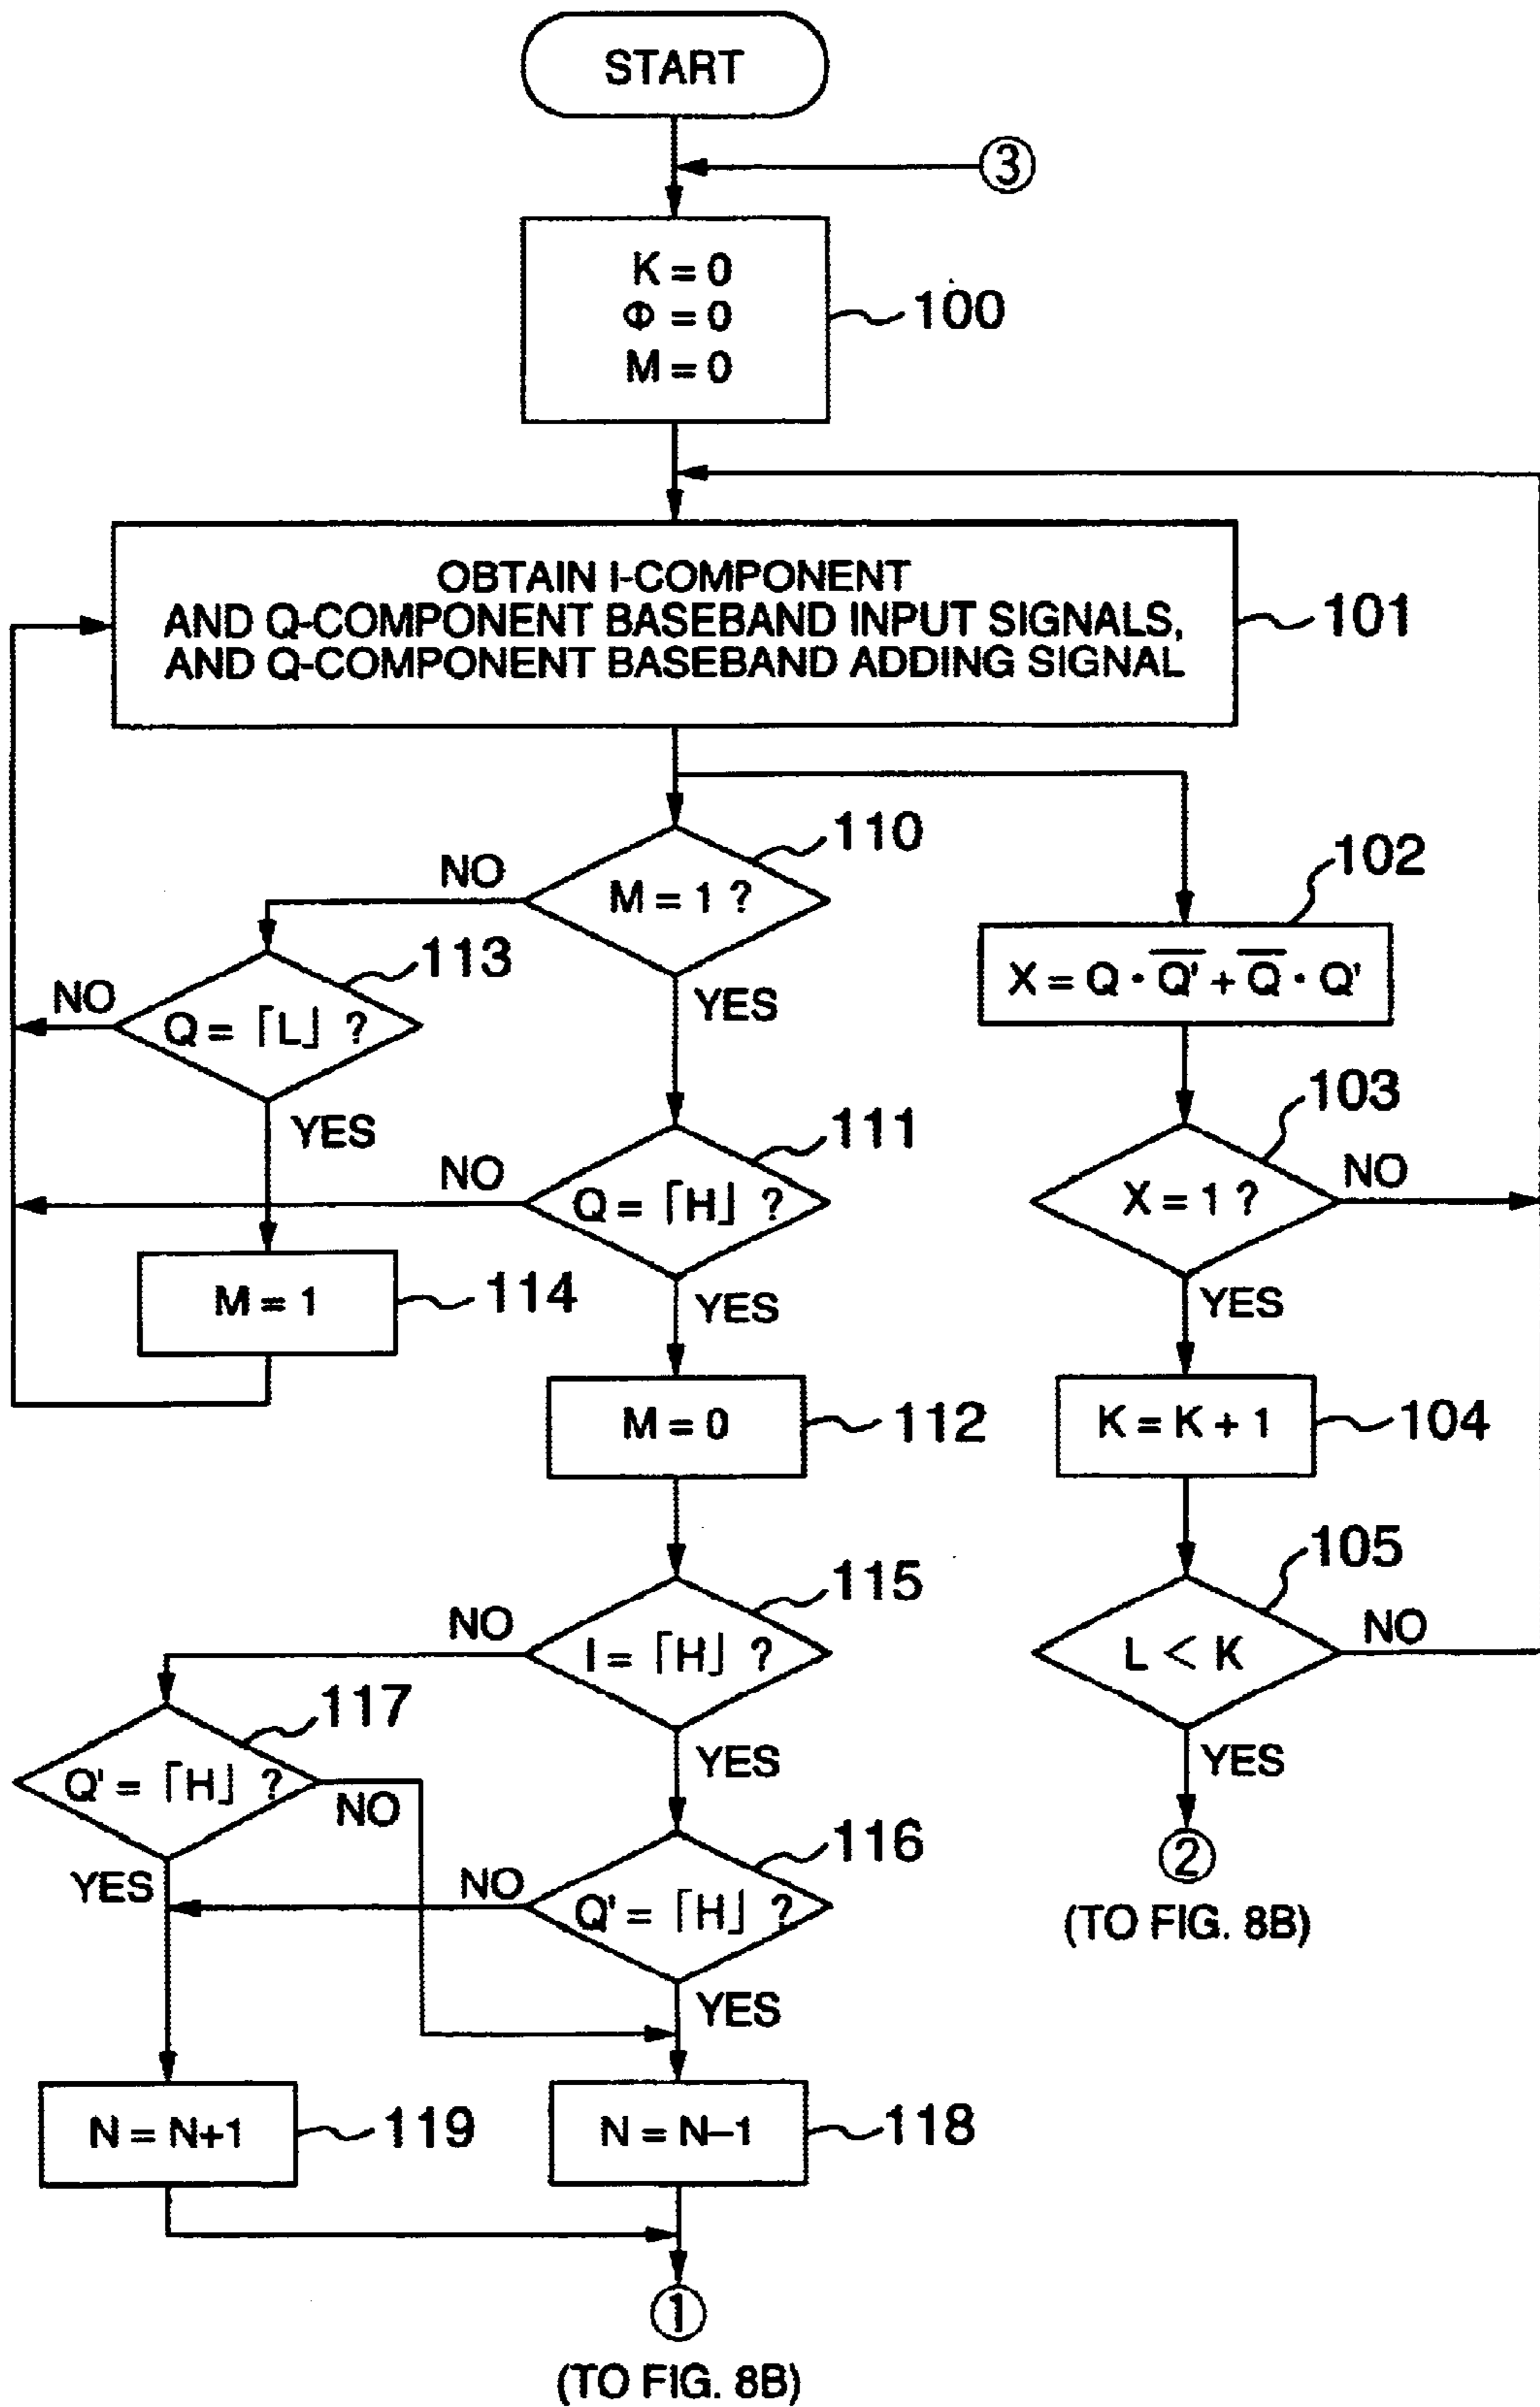 START
③
K = 0
Φ = 0
M = 0
100
OBTAIN I-COMPONENT
AND Q-COMPONENT BASEBAND INPUT SIGNALS,
AND Q-COMPONENT BASEBAND ADDING SIGNAL
101
110
NO
M = 1 ?
YES
102
X = Q · Q̅'̅ + Q̅ · Q'
113
NO
Q = ⌈L⌋ ?
YES
103
X = 1 ?
NO
YES
111
NO
Q = ⌈H⌋ ?
YES
M = 1
114
M = 0
112
K = K + 1
104
115
NO
I = ⌈H⌋ ?
YES
105
L < K
NO
YES
②
(TO FIG. 8B)
117
Q' = ⌈H⌋ ?
NO
YES
116
NO
Q' = ⌈H⌋ ?
YES
N = N+1
119
N = N–1
118
①
(TO FIG. 8B)